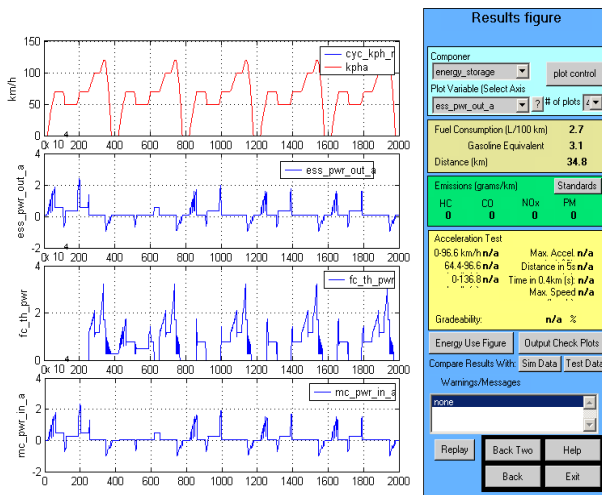 Results figure
150
100
50
0
km/h
cyc_kph_r
kpha
0 200 400 600 800 1000 1200 1400 1600 1800 2000
x 10 4
4
2
0
-2
ess_pwr_out_a
ess_pwr_out_a
0 200 400 600 800 1000 1200 1400 1600 1800 2000
x 10 4
4
2
0
fc_th_pwr
fc_th_pwr
0 200 400 600 800 1000 1200 1400 1600 1800 2000
4
4
2
0
-2
mc_pwr_in_a
mc_pwr_in_a
0 200 400 600 800 1000 1200 1400 1600 1800 2000
Componer
energy_storage
plot control
Plot Variable (Select Axis
ess_pwr_out_a ? # of plots
Fuel Consumption (L/100 km) 2.7
Gasoline Equivalent 3.1
Distance (km) 34.8
Emissions (grams/km) Standards
HC CO NOx PM
0 0 0 0
Acceleration Test
0-96.6 km/h n/a Max. Accel n/a
64.4-96.6 n/a Distance in 5s n/a
0-136.8 n/a Time in 0.4km (s): n/a
Max. Speed n/a
Gradeability: n/a %
Energy Use Figure Output Check Plots
Compare Results With: Sim Data Test Data
Warnings/Messages
none
Replay Back Two Help
Back Exit